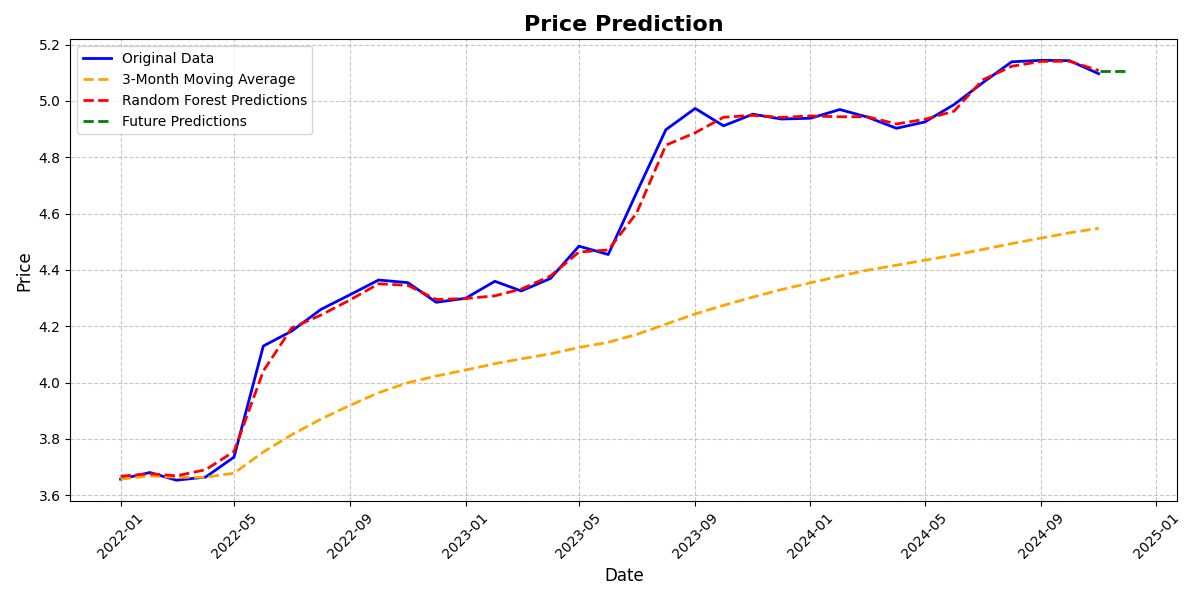 Price Prediction
Original Data
3-Month Moving Average
Random Forest Predictions
Future Predictions
Price
5.2
5.0
4.8
4.6
4.4
4.2
4.0
3.8
3.6
2022-01
2022-05
2022-09
2023-01
2023-05
2023-09
2024-01
2024-05
2024-09
2025-01
Date